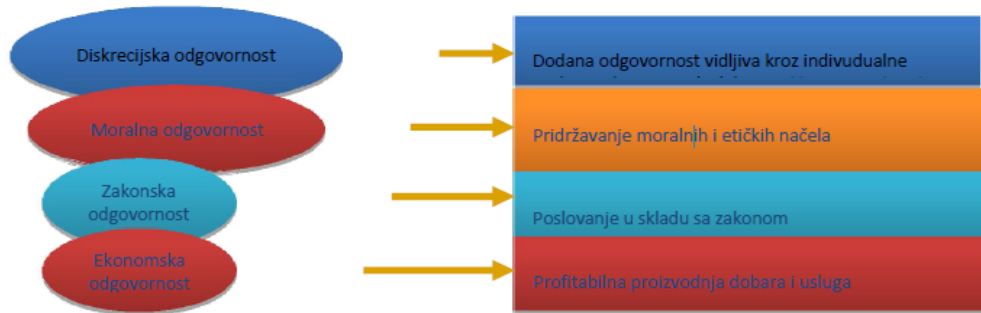 Diskrecijska odgovornost
Dodana odgovornost vidljiva kroz indivudualne
Moralna odgovornost
Pridržavanje moralnih i etičkih načela
Zakonska
odgovornost
Poslovanje u skladu sa zakonom
Ekonomska
odgovornost
Profitabilna proizvodnja dobara i usluga